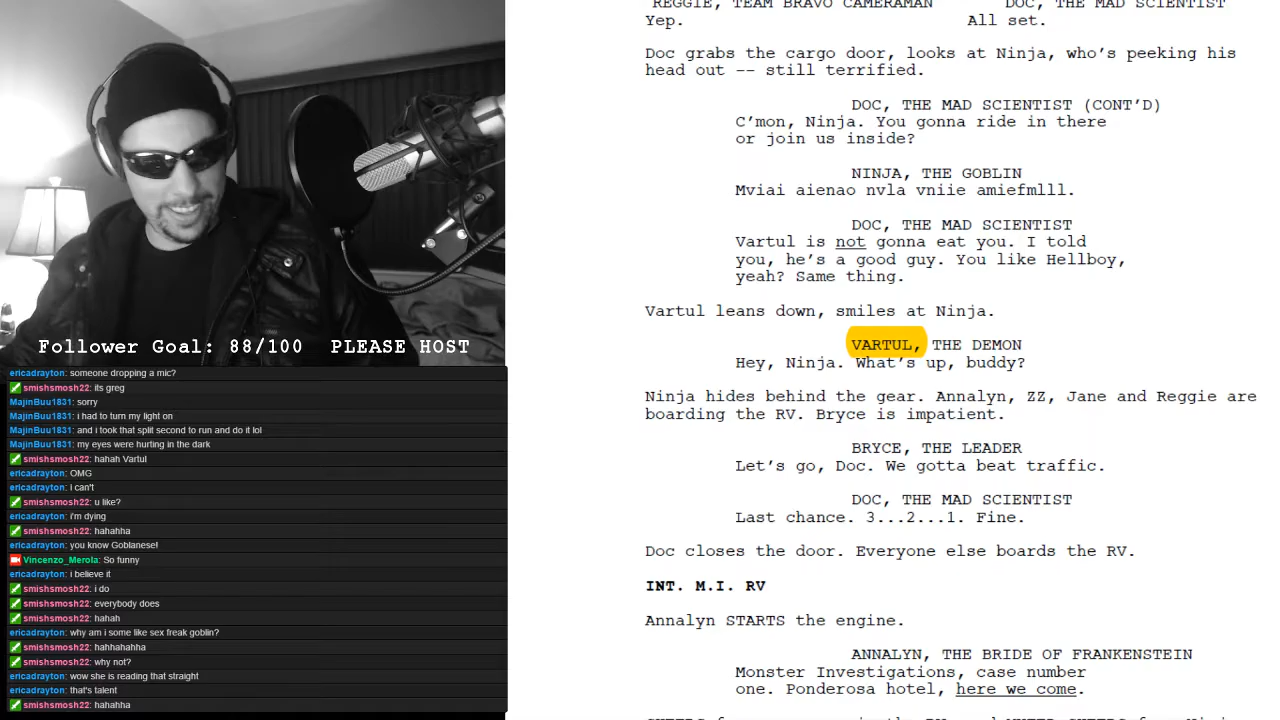 Follower Goal: 88/100 PLEASE HOST
ericadrayton: someone dropping a mic?
smishsmosh22: its greg
MajinBuu1831: sorry
MajinBuu1831: i had to turn my light on
MajinBuu1831: and i took that split second to run and do it lol
MajinBuu1831: my eyes were hurting in the dark
smishsmosh22: hahah Vartul
ericadrayton: OMG
ericadrayton: i can't
smishsmosh22: u like?
ericadrayton: i'm dying
smishsmosh22: hahahha
ericadrayton: you know Goblanese!
Vincenzo_Merola: So funny
ericadrayton: i believe it
smishsmosh22: i do
smishsmosh22: everybody does
smishsmosh22: hahah
ericadrayton: why am i some like sex freak goblin?
smishsmosh22: hahhahahha
smishsmosh22: why not?
ericadrayton: wow she is reading that straight
ericadrayton: that's talent
smishsmosh22: hahahha
REGGIE, TEAM BRAVO CAMERAMAN DOC, THE MAD SCIENTIST
Yep. All set.
Doc grabs the cargo door, looks at Ninja, who's peeking his
head out -- still terrified.
DOC, THE MAD SCIENTIST (CONT'D)
C'mon, Ninja. You gonna ride in there
or join us inside?
NINJA, THE GOBLIN
Mviai aienao nvla vniie amiefmlll.
DOC, THE MAD SCIENTIST
Vartul is not gonna eat you. I told
you, he's a good guy. You like Hellboy,
yeah? Same thing.
Vartul leans down, smiles at Ninja.
VARTUL, THE DEMON
Hey, Ninja. What's up, buddy?
Ninja hides behind the gear. Annalyn, ZZ, Jane and Reggie are
boarding the RV. Bryce is impatient.
BRYCE, THE LEADER
Let's go, Doc. We gotta beat traffic.
DOC, THE MAD SCIENTIST
Last chance. 3...2...1. Fine.
Doc closes the door. Everyone else boards the RV.
INT. M.I. RV
Annalyn STARTS the engine.
ANNALYN, THE BRIDE OF FRANKENSTEIN
Monster Investigations, case number
one. Ponderosa hotel, here we come.